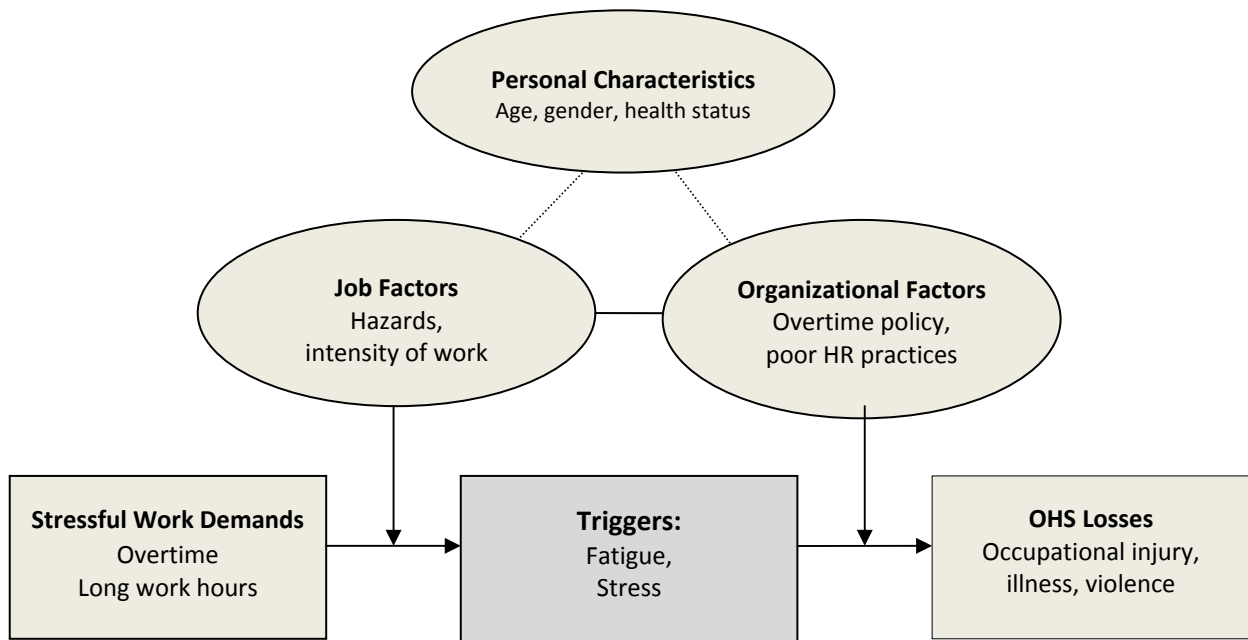 Personal Characteristics
Age, gender, health status
Job Factors
Hazards,
intensity of work
Organizational Factors
Overtime policy,
poor HR practices
Stressful Work Demands
Overtime
Long work hours
Triggers:
Fatigue,
Stress
OHS Losses
Occupational injury,
illness, violence